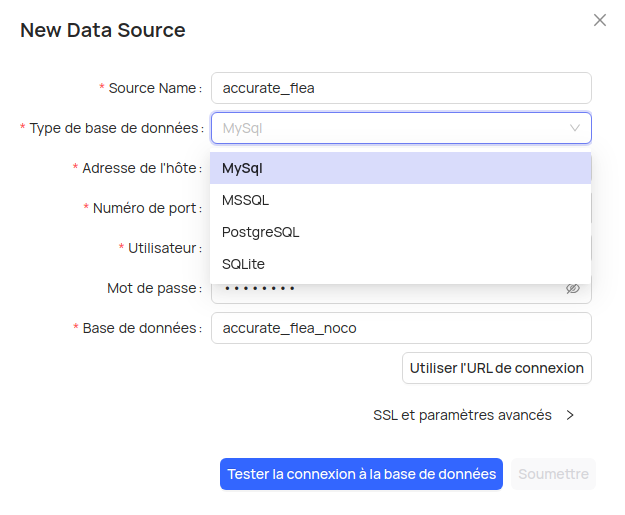 New Data Source
* Source Name : accurate_flea
* Type de base de données : MySql
* Adresse de l'hôte :
MySql
* Numéro de port :
MSSQL
PostgreSQL
* Utilisateur :
SQLite
Mot de passe : ••••••••
* Base de données : accurate_flea_noco
Utiliser l'URL de connexion
SSL et paramètres avancés
Tester la connexion à la base de données
Soumettre